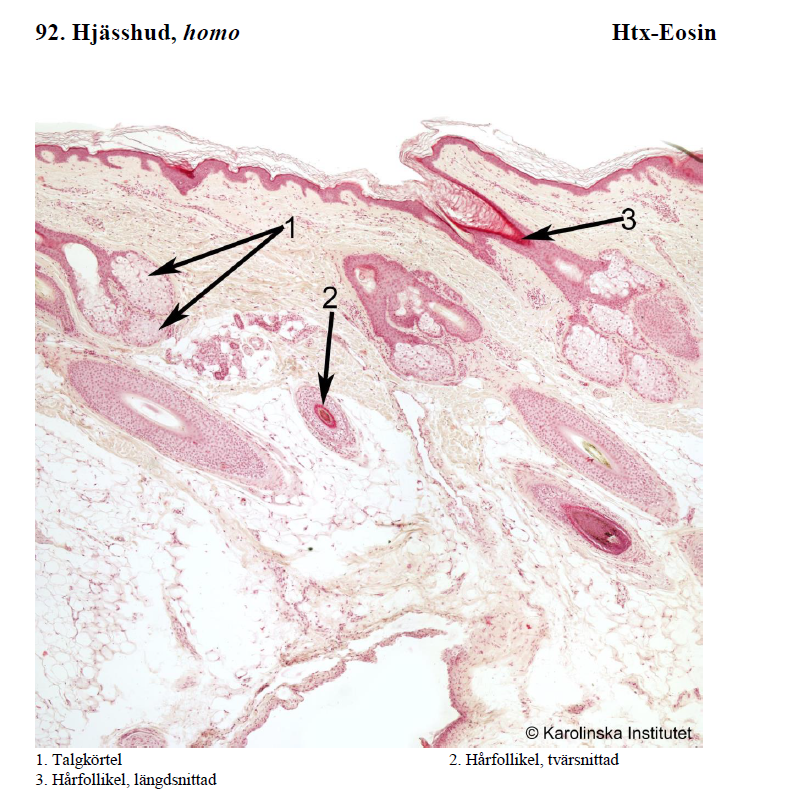 92. Hjässhud, homo Htx-Eosin
1
2
3
© Karolinska Institutet
1. Talgkörtel 2. Hårfollikel, tvärsnittad
3. Hårfollikel, längdsnittad